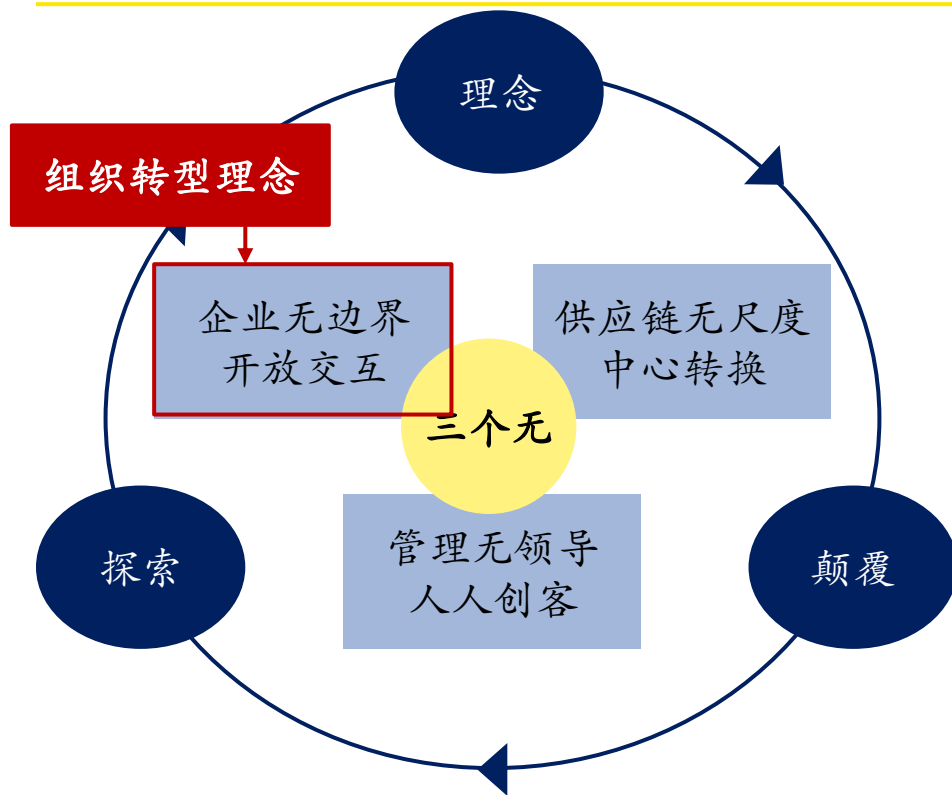 理念
组织转型理念
企业无边界
开放交互
供应链无尺度
中心转换
三个无
管理无领导
人人创客
探索
颠覆